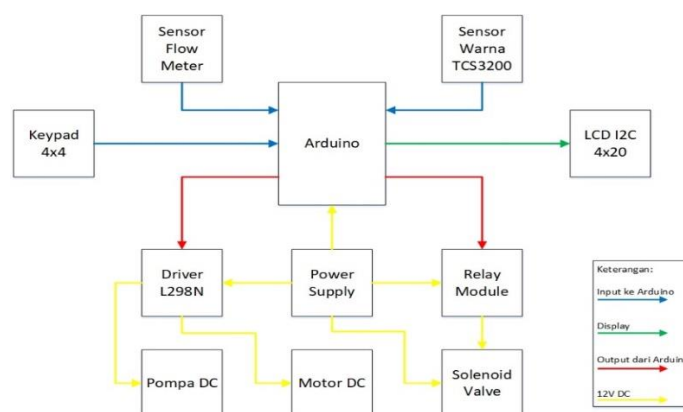 Sensor
Flow
Meter
Sensor
Warna
TCS3200
Keypad
4x4
Arduino
LCD I2C
4x20
Driver
L298N
Power
Supply
Relay
Module
Pompa DC
Motor DC
Solenoid
Valve
Keterangan:
Input ke Arduino
Display
Output dari Arduin
12V DC